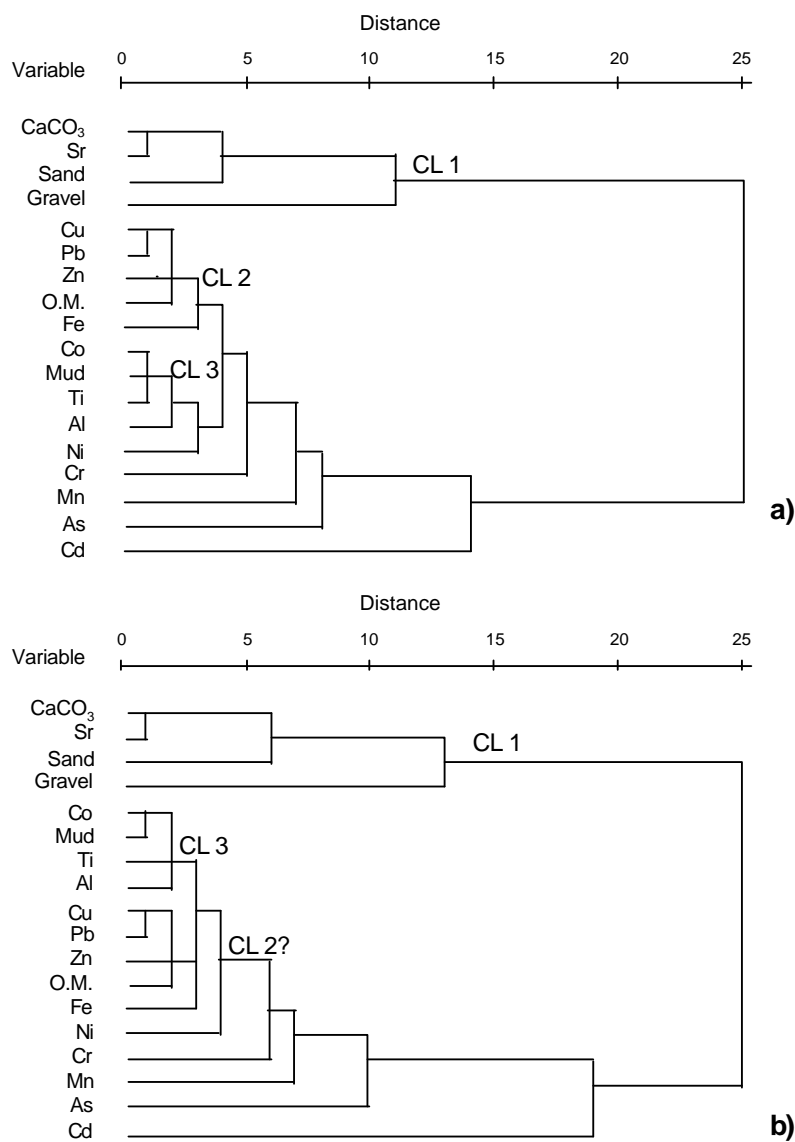 Distance
0 5 10 15 20 25
Variable
CaCO₃
Sr
CL 1
Sand
Gravel
Cu
Pb
Zn
CL 2
O.M.
Fe
Co
Mud
CL 3
Ti
Al
Ni
Cr
Mn
a)
As
Cd
Distance
0 5 10 15 20 25
Variable
CaCO₃
Sr
CL 1
Sand
Gravel
Co
Mud
CL 3
Ti
Al
Cu
Pb
CL 2?
Zn
O.M.
Fe
Ni
Cr
Mn
As
b)
Cd